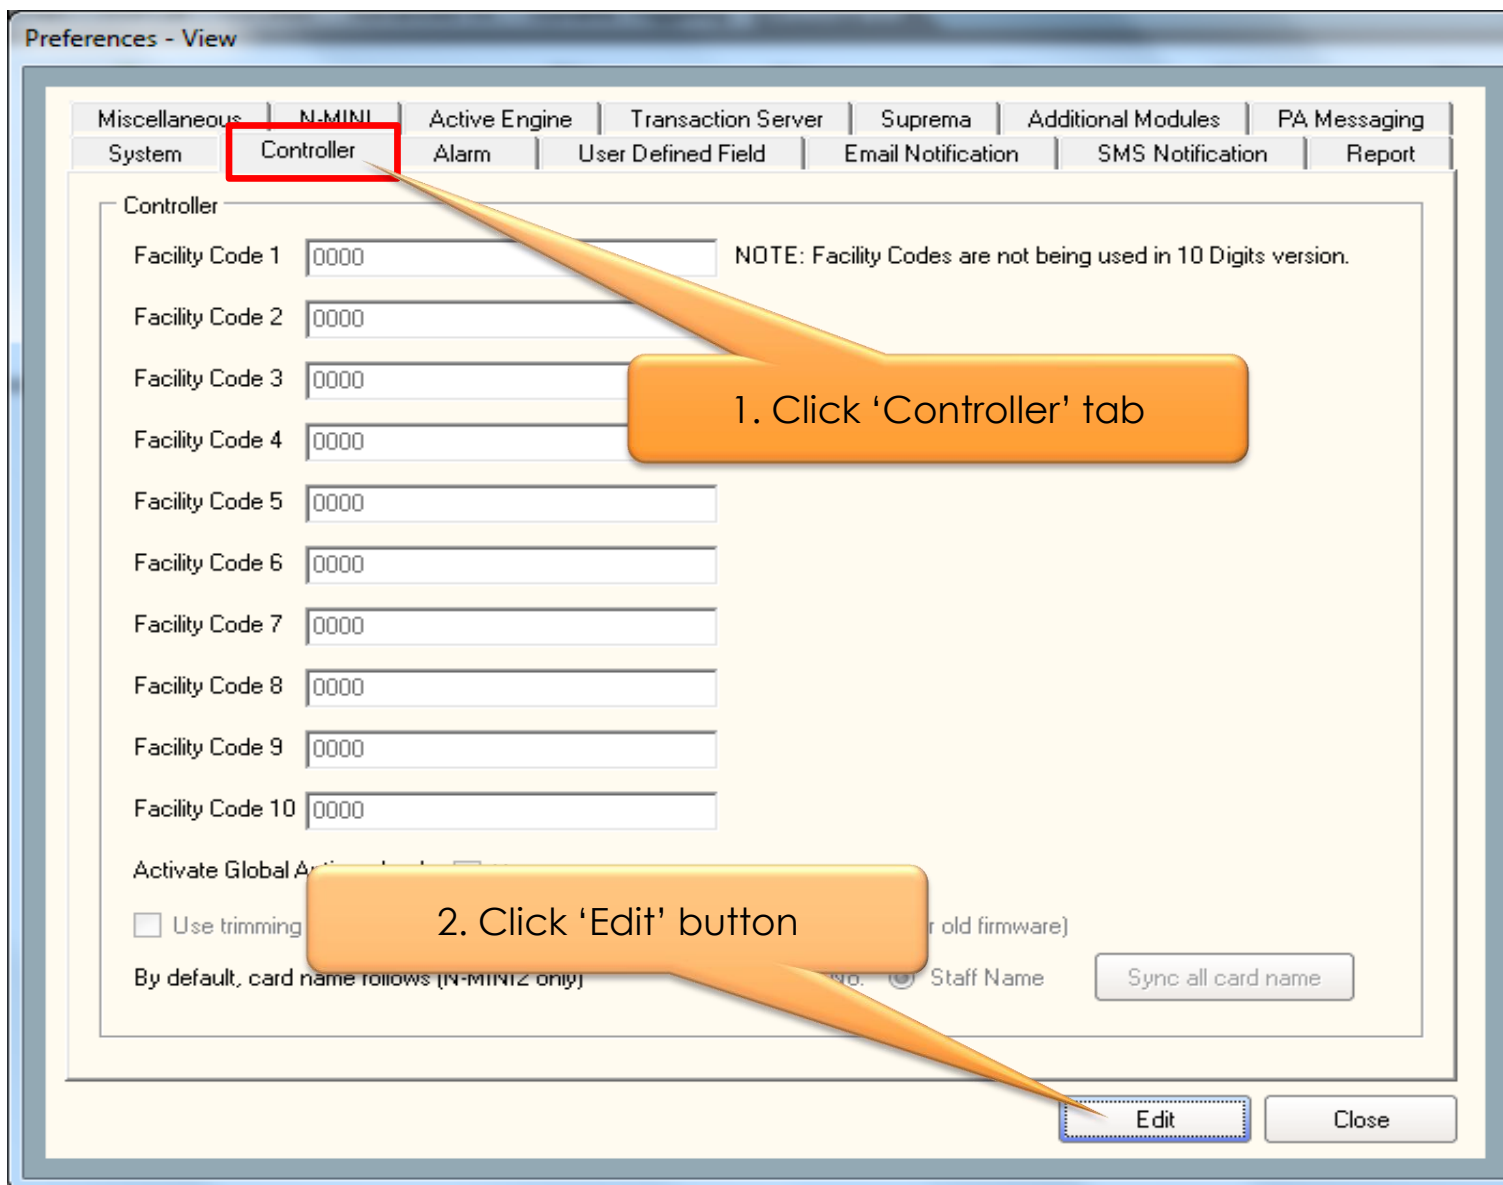 Preferences - View
Miscellaneous N-MINI Active Engine Transaction Server Suprema Additional Modules PA Messaging
System Controller Alarm User Defined Field Email Notification SMS Notification Report
Controller
Facility Code 1 0000 NOTE: Facility Codes are not being used in 10 Digits version.
Facility Code 2 0000
Facility Code 3 0000
1. Click ‘Controller’ tab
Facility Code 4 0000
Facility Code 5 0000
Facility Code 6 0000
Facility Code 7 0000
Facility Code 8 0000
Facility Code 9 0000
Facility Code 10 0000
Activate Global
2. Click ‘Edit’ button
Use trimming old firmware)
By default, card name follows (N-MINI2 only) No. Staff Name Sync all card name
Edit Close